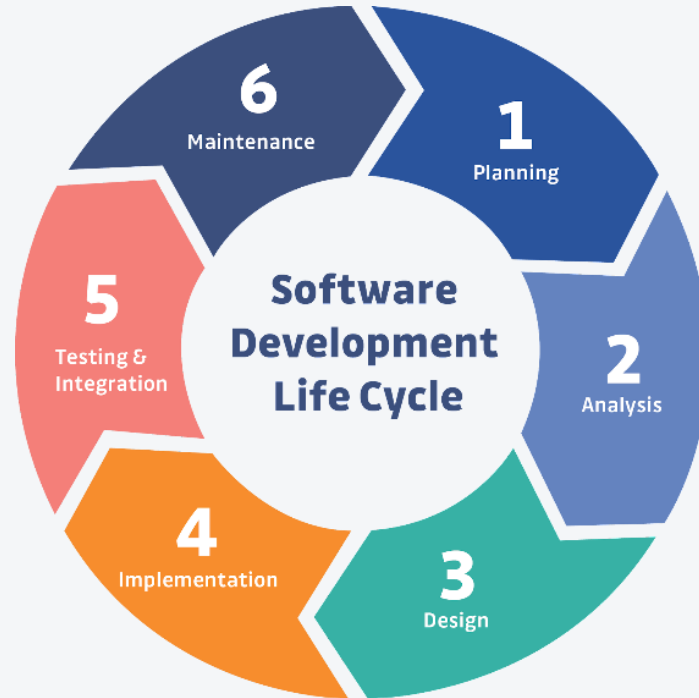 Software
Development
Life Cycle
1
Planning
2
Analysis
3
Design
4
Implementation
5
Testing &
Integration
6
Maintenance